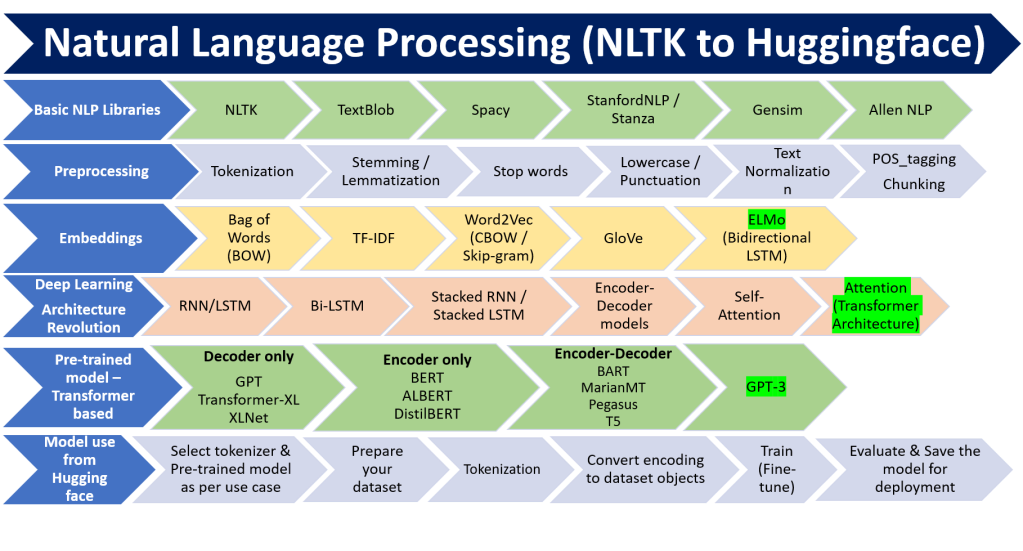 Natural Language Processing (NLTK to Huggingface)
Basic NLP Libraries
NLTK
TextBlob
Spacy
StanfordNLP /
Stanza
Gensim
Allen NLP
Preprocessing
Tokenization
Stemming /
Lemmatization
Stop words
Lowercase /
Punctuation
Text
Normalizatio
n
POS_tagging
Chunking
Embeddings
Bag of
Words
(BOW)
TF-IDF
Word2Vec
(CBOW /
Skip-gram)
GloVe
ELMo
(Bidirectional
LSTM)
Deep Learning
Architecture
Revolution
RNN/LSTM
Bi-LSTM
Stacked RNN /
Stacked LSTM
Encoder-
Decoder
models
Self-
Attention
Attention
(Transformer
Architecture)
Pre-trained
model –
Transformer
based
Decoder only
GPT
Transformer-XL
XLNet
Encoder only
BERT
ALBERT
DistilBERT
Encoder-Decoder
BART
MarianMT
Pegasus
T5
GPT-3
Model use
from
Hugging
face
Select tokenizer &
Pre-trained model
as per use case
Prepare
your
dataset
Tokenization
Convert encoding
to dataset objects
Train
(Fine-
tune)
Evaluate & Save the
model for
deployment